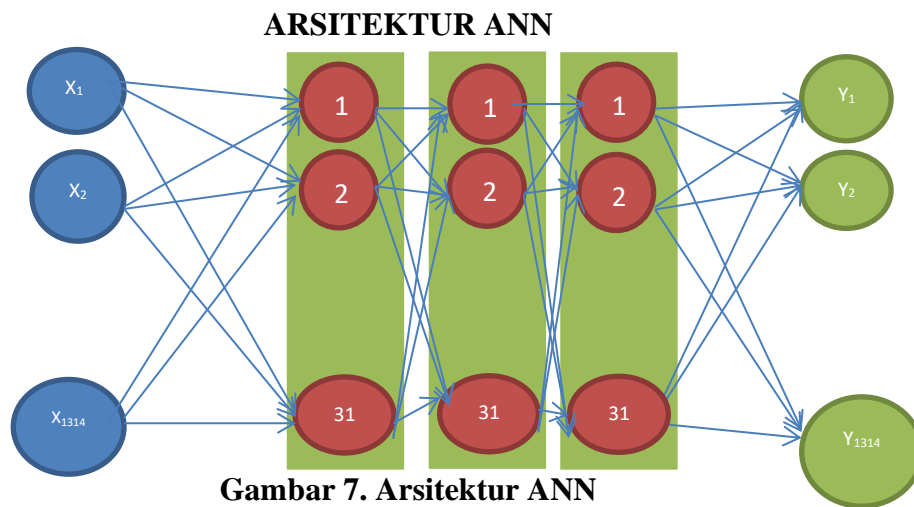 ARSITEKTUR ANN
X1 1 1 1 Y1
X2 2 2 2 Y2
X1314 31 31 31 Y1314
Gambar 7. Arsitektur ANN